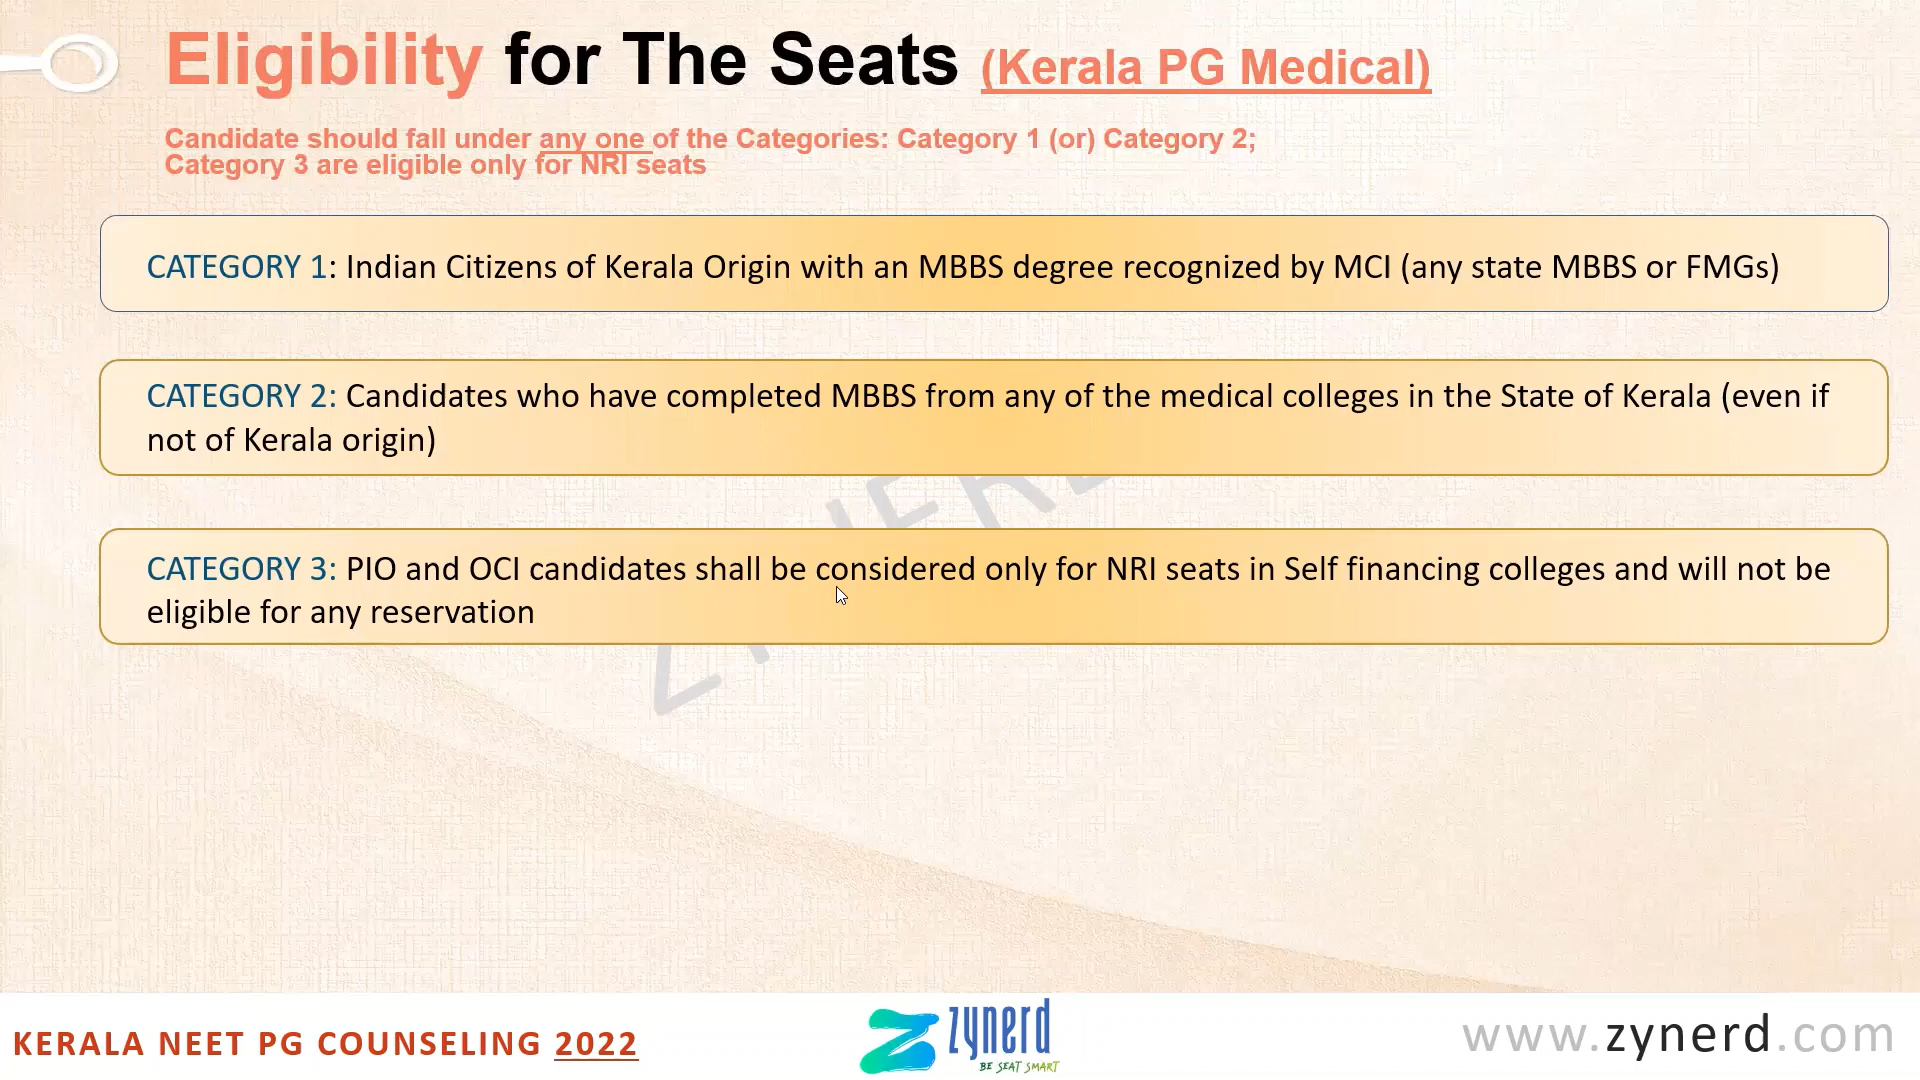 Eligibility for The Seats (Kerala PG Medical)
Candidate should fall under any one of the Categories: Category 1 (or) Category 2;
Category 3 are eligible only for NRI seats
CATEGORY 1: Indian Citizens of Kerala Origin with an MBBS degree recognized by MCI (any state MBBS or FMGs)
CATEGORY 2: Candidates who have completed MBBS from any of the medical colleges in the State of Kerala (even if
not of Kerala origin)
CATEGORY 3: PIO and OCI candidates shall be considered only for NRI seats in Self financing colleges and will not be
eligible for any reservation
KERALA NEET PG COUNSELING 2022
zynerd
BE SEAT SMART
www.zynerd.com